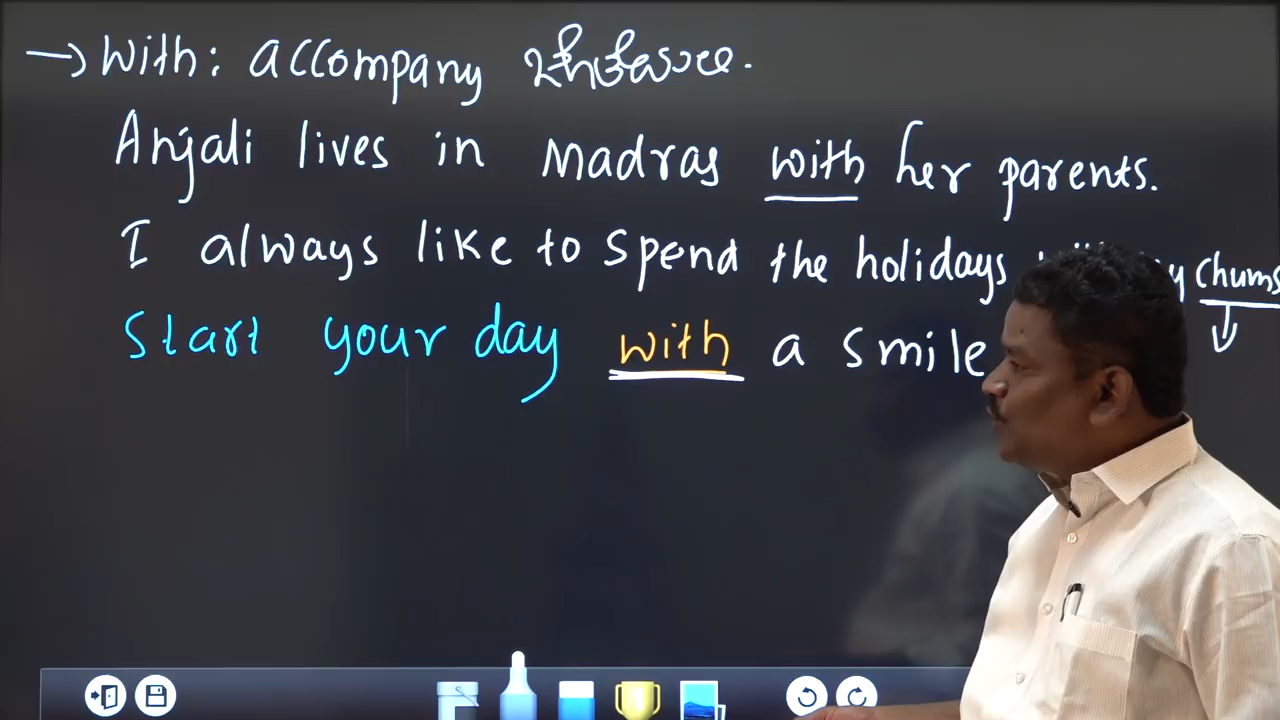 → With: accompany
Anjali lives in Madras with her parents.
I always like to spend the holidays chums
Start your day with a smile